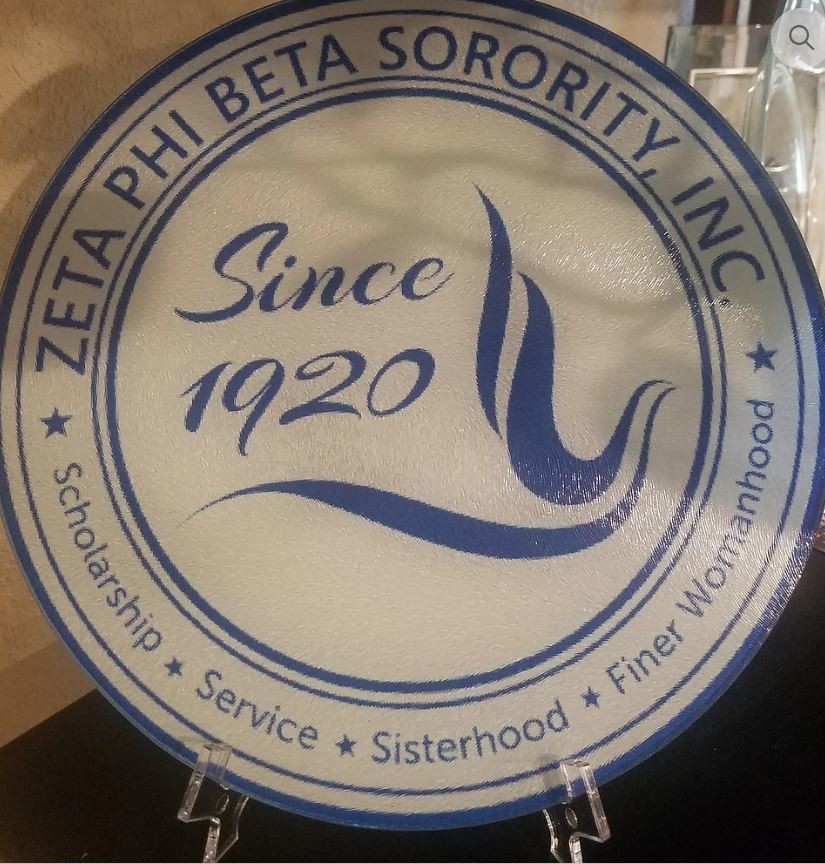 ZETA PHI BETA SORORITY, INC.
Since
1920
Scholarship ★ Service ★ Sisterhood ★ Finer Womanhood